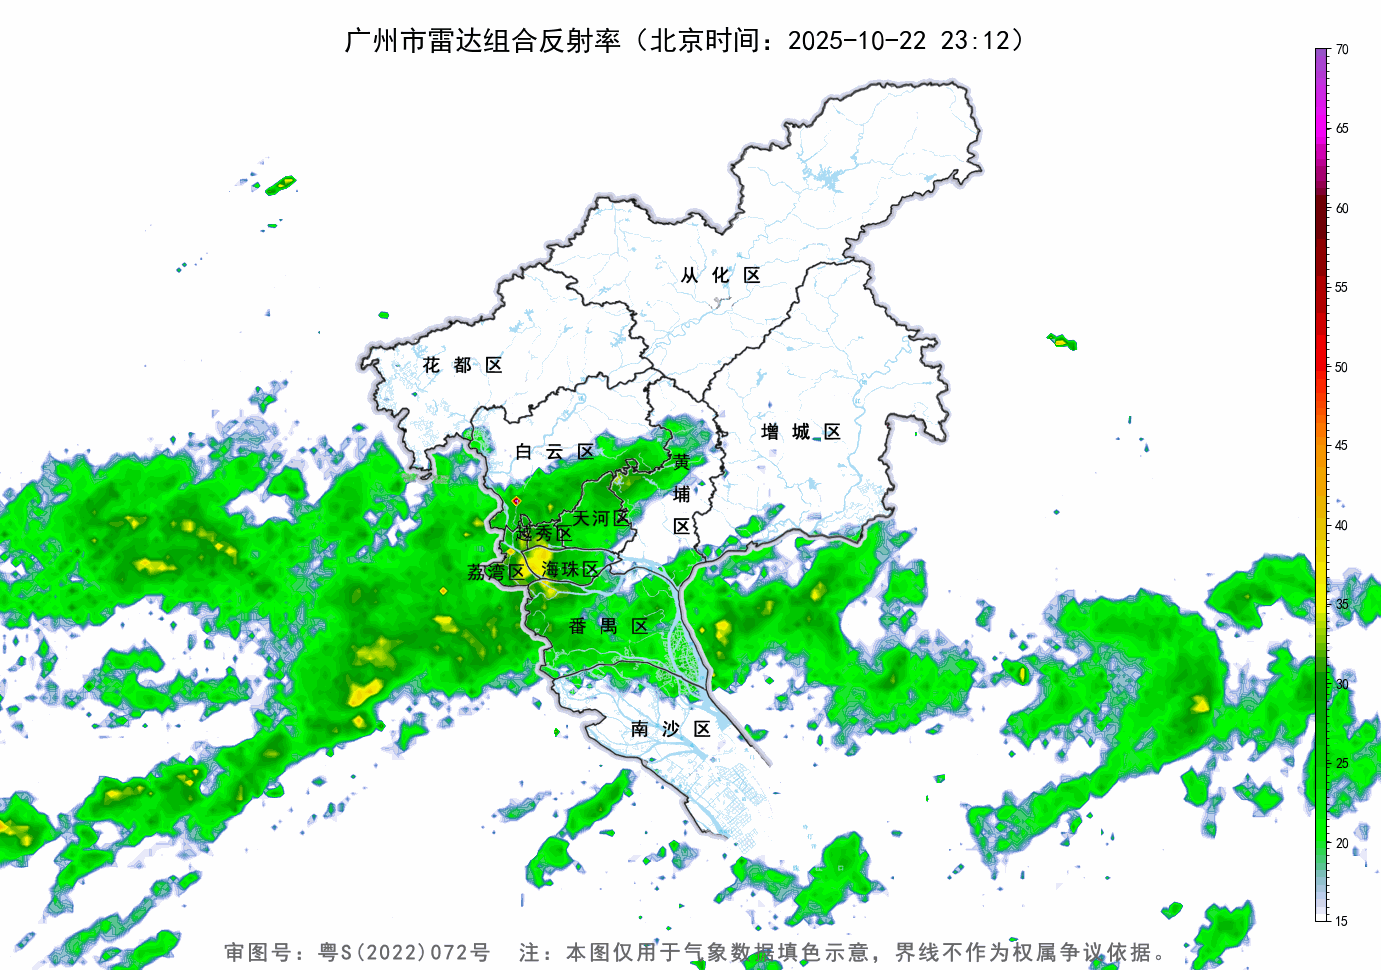 广州市雷达组合反射率（北京时间：2025-10-22 23:12）
70
65
60
55
50
45
40
35
30
25
20
15
从化区
花都区
增城区
白云区
黄埔区
天河区
越秀区
荔湾区
海珠区
番禺区
南沙区
审图号：粤S(2022)072号 注：本图仅用于气象数据填色示意，界线不作为权属争议依据。